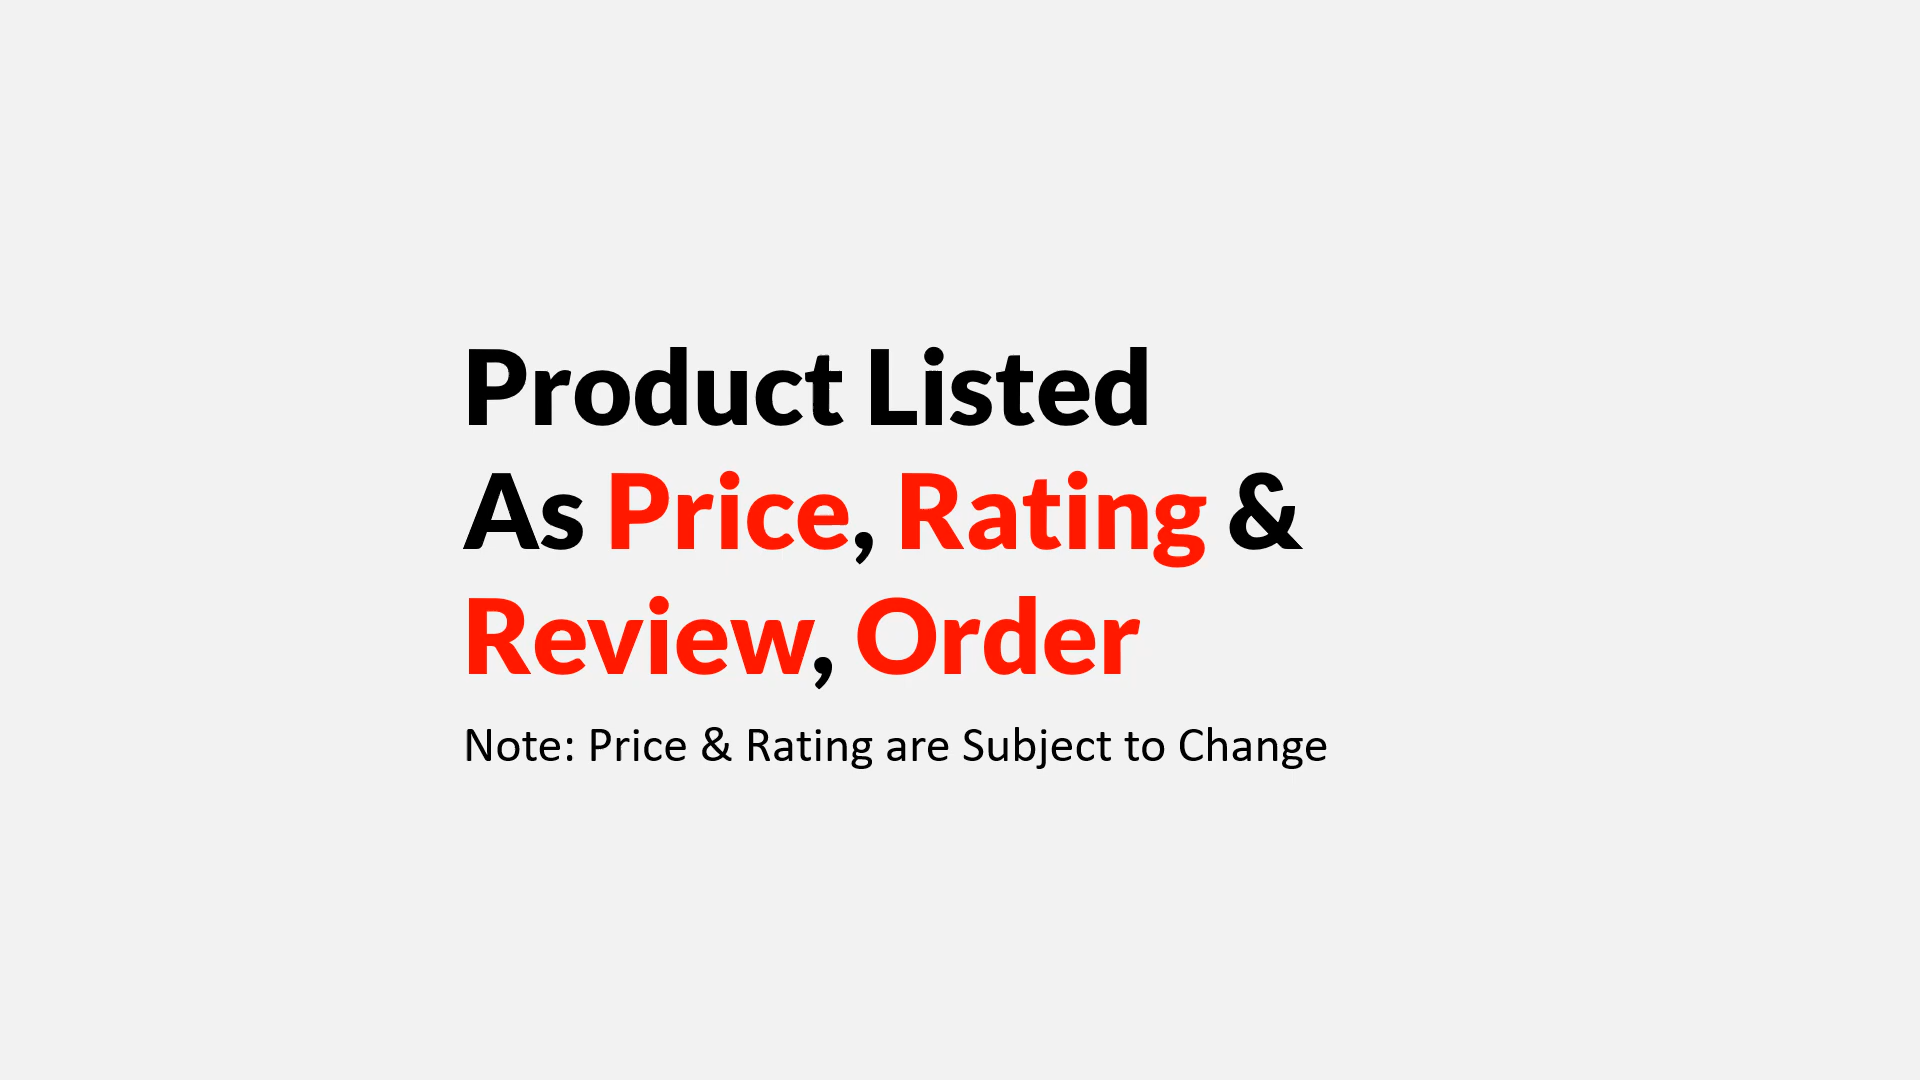 Product Listed
As Price, Rating &
Review, Order
Note: Price & Rating are Subject to Change